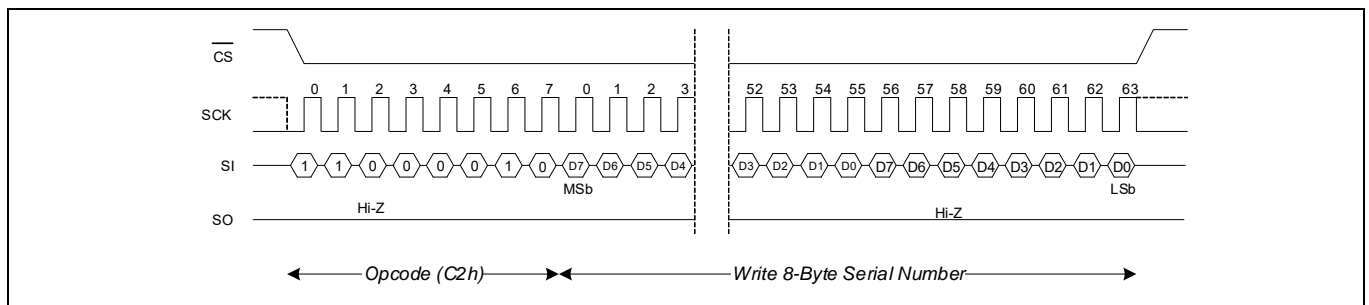 CS
0 1 2 3 4 5 6 7 0 1 2 3 52 53 54 55 56 57 58 59 60 61 62 63
SCK
SI 1 1 0 0 0 0 1 0 D7 D6 D5 D4 D3 D2 D1 D0 D7 D6 D5 D4 D3 D2 D1 D0
MSb LSb
Hi-Z Hi-Z
SO
Opcode (C2h) Write 8-Byte Serial Number